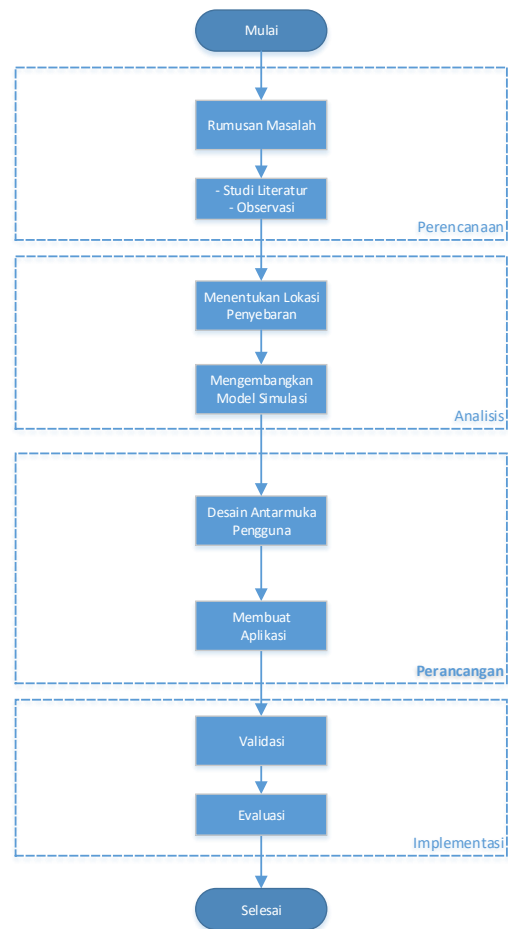 Mulai
Rumusan Masalah
- Studi Literatur
- Observasi
Perencanaan
Menentukan Lokasi
Penyebaran
Mengembangkan
Model Simulasi
Analisis
Desain Antarmuka
Pengguna
Membuat
Aplikasi
Perancangan
Validasi
Evaluasi
Implementasi
Selesai